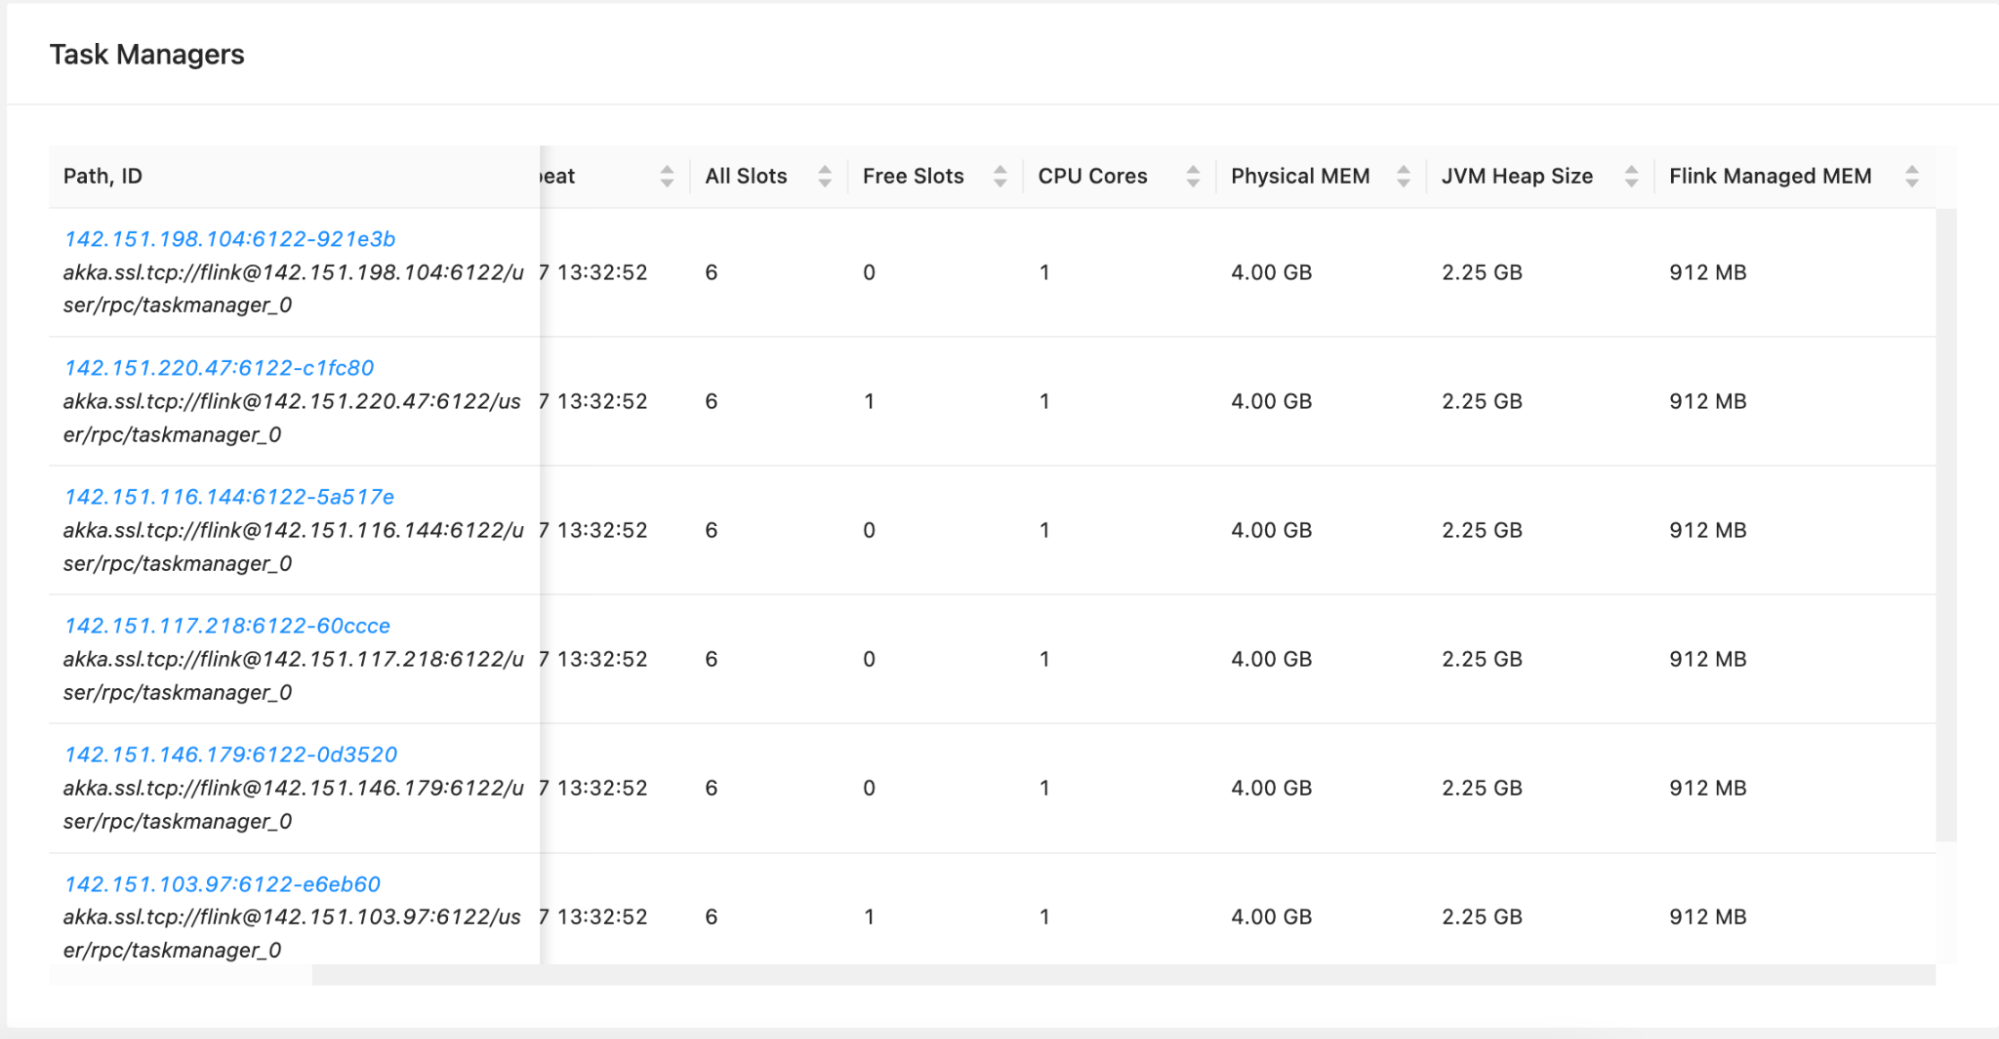 Task Managers
Path, ID beat All Slots Free Slots CPU Cores Physical MEM JVM Heap Size Flink Managed MEM
142.151.198.104:6122-921e3b
akka.ssl.tcp://flink@142.151.198.104:6122/u 7 13:32:52 6 0 1 4.00 GB 2.25 GB 912 MB
ser/rpc/taskmanager_0
142.151.220.47:6122-c1fc80
akka.ssl.tcp://flink@142.151.220.47:6122/us 7 13:32:52 6 1 1 4.00 GB 2.25 GB 912 MB
er/rpc/taskmanager_0
142.151.116.144:6122-5a517e
akka.ssl.tcp://flink@142.151.116.144:6122/u 7 13:32:52 6 0 1 4.00 GB 2.25 GB 912 MB
ser/rpc/taskmanager_0
142.151.117.218:6122-60ccce
akka.ssl.tcp://flink@142.151.117.218:6122/u 7 13:32:52 6 0 1 4.00 GB 2.25 GB 912 MB
ser/rpc/taskmanager_0
142.151.146.179:6122-0d3520
akka.ssl.tcp://flink@142.151.146.179:6122/u 7 13:32:52 6 0 1 4.00 GB 2.25 GB 912 MB
ser/rpc/taskmanager_0
142.151.103.97:6122-e6eb60
akka.ssl.tcp://flink@142.151.103.97:6122/us 7 13:32:52 6 1 1 4.00 GB 2.25 GB 912 MB
er/rpc/taskmanager_0